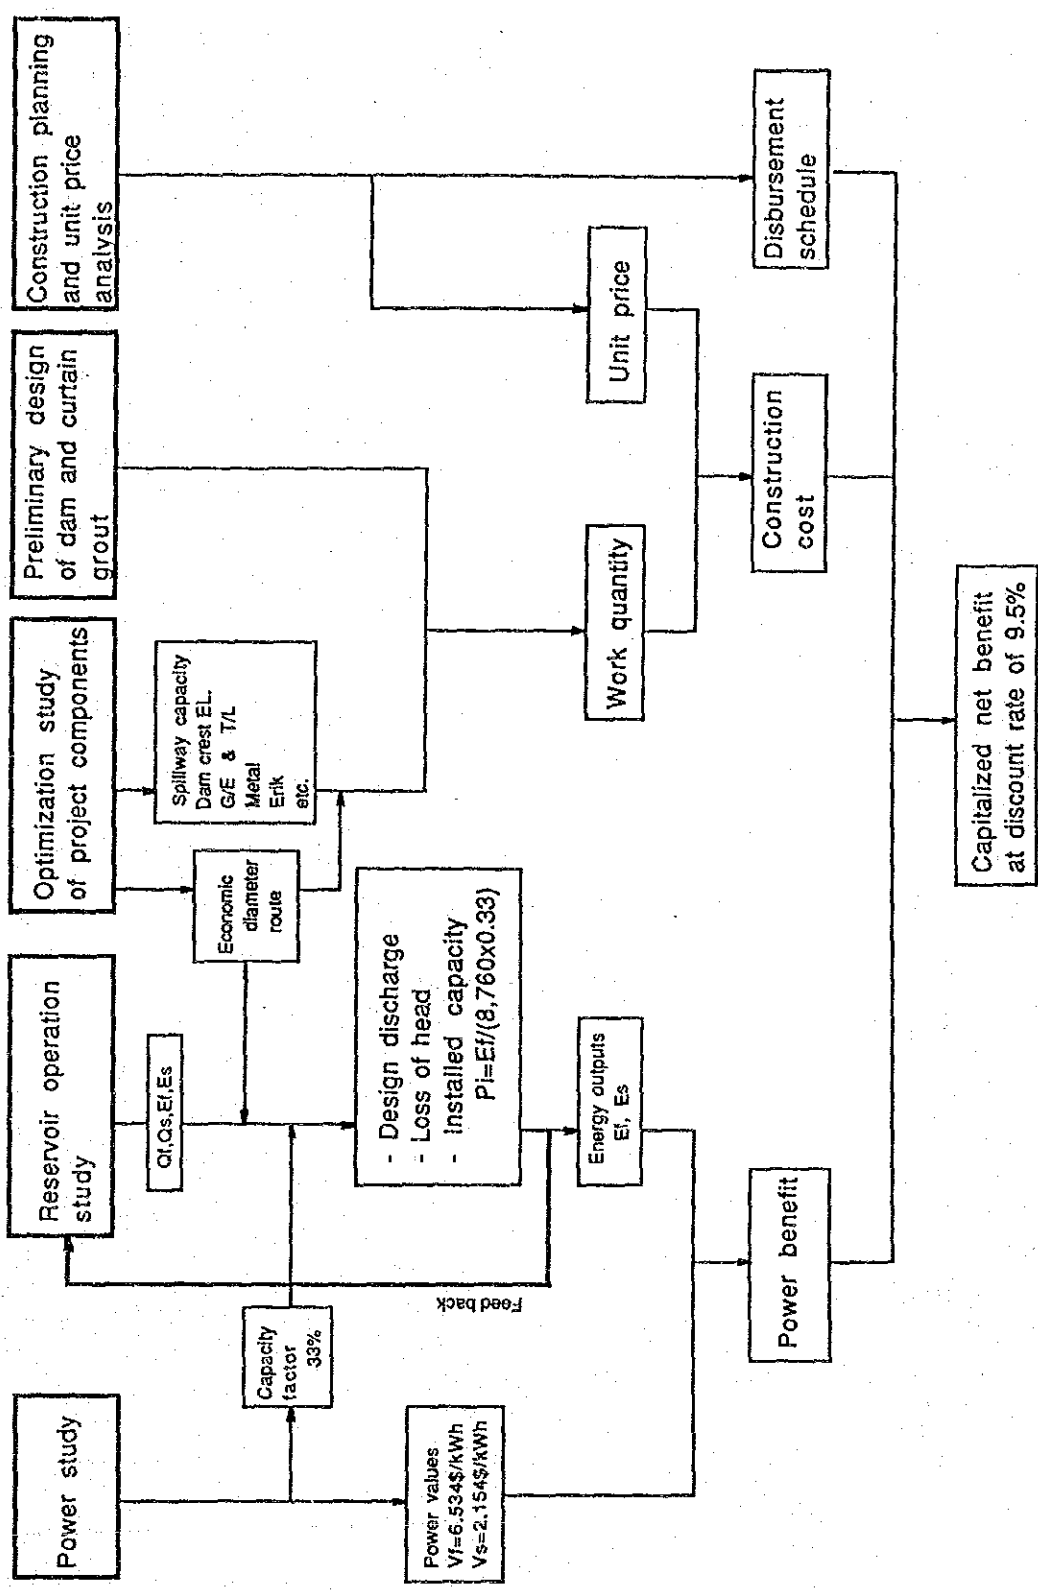 Power study
Reservoir operation
study
Optimization study
of project components
Preliminary design
of dam and curtain
grout
Construction planning
and unit price
analysis
Qf,Qs,Ef,Es
Spillway capacity
Dam crest EL.
G/E & T/L
Metal
Erik
etc.
Economic
diameter
route
Capacity
factor
33%
- Design discharge
- Loss of head
- Installed capacity
Pi=Ef/(8,760x0.33)
Feed back
Power values
Vf=6.534$/kWh
Vs=2.154$/kWh
Energy outputs
Ef, Es
Work quantity
Unit price
Power benefit
Construction
cost
Disbursement
schedule
Capitalized net benefit
at discount rate of 9.5%